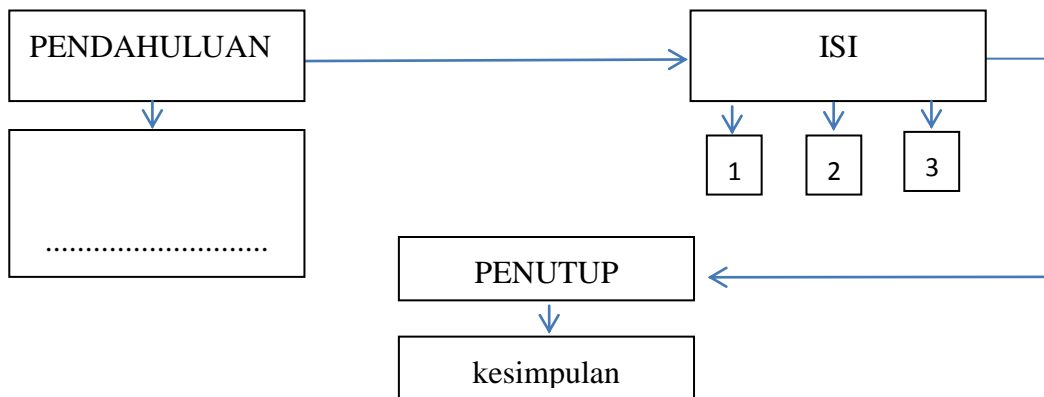 PENDAHULUAN
ISI
1
2
3
............................
PENUTUP
kesimpulan